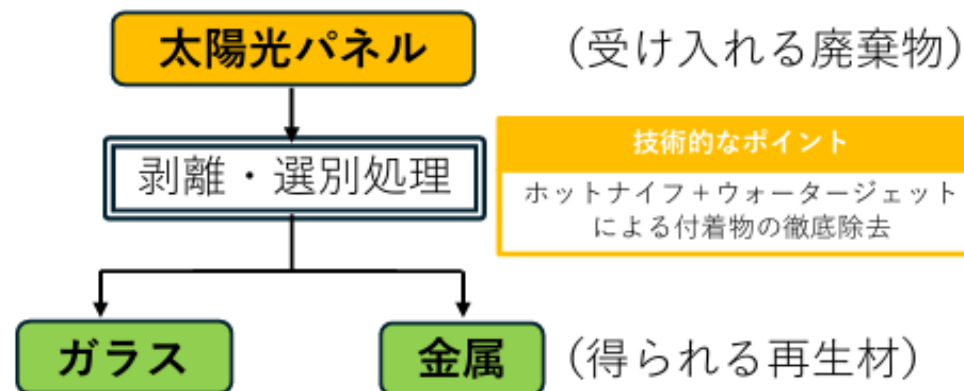 太陽光パネル
（受け入れる廃棄物）
剥離・選別処理
技術的なポイント
ホットナイフ＋ウォータージェット
による付着物の徹底除去
ガラス
金属
（得られる再生材）